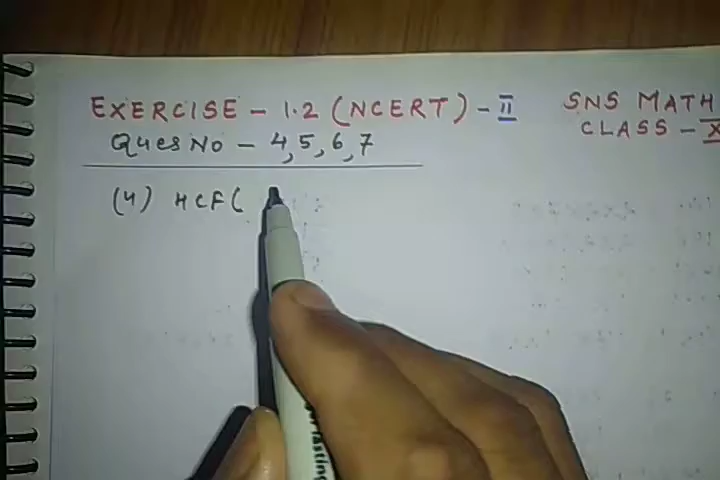 EXERCISE - 1.2 (NCERT) - II
SNS MATH
Ques No - 4,5,6,7
CLASS - X
(4) HCF(